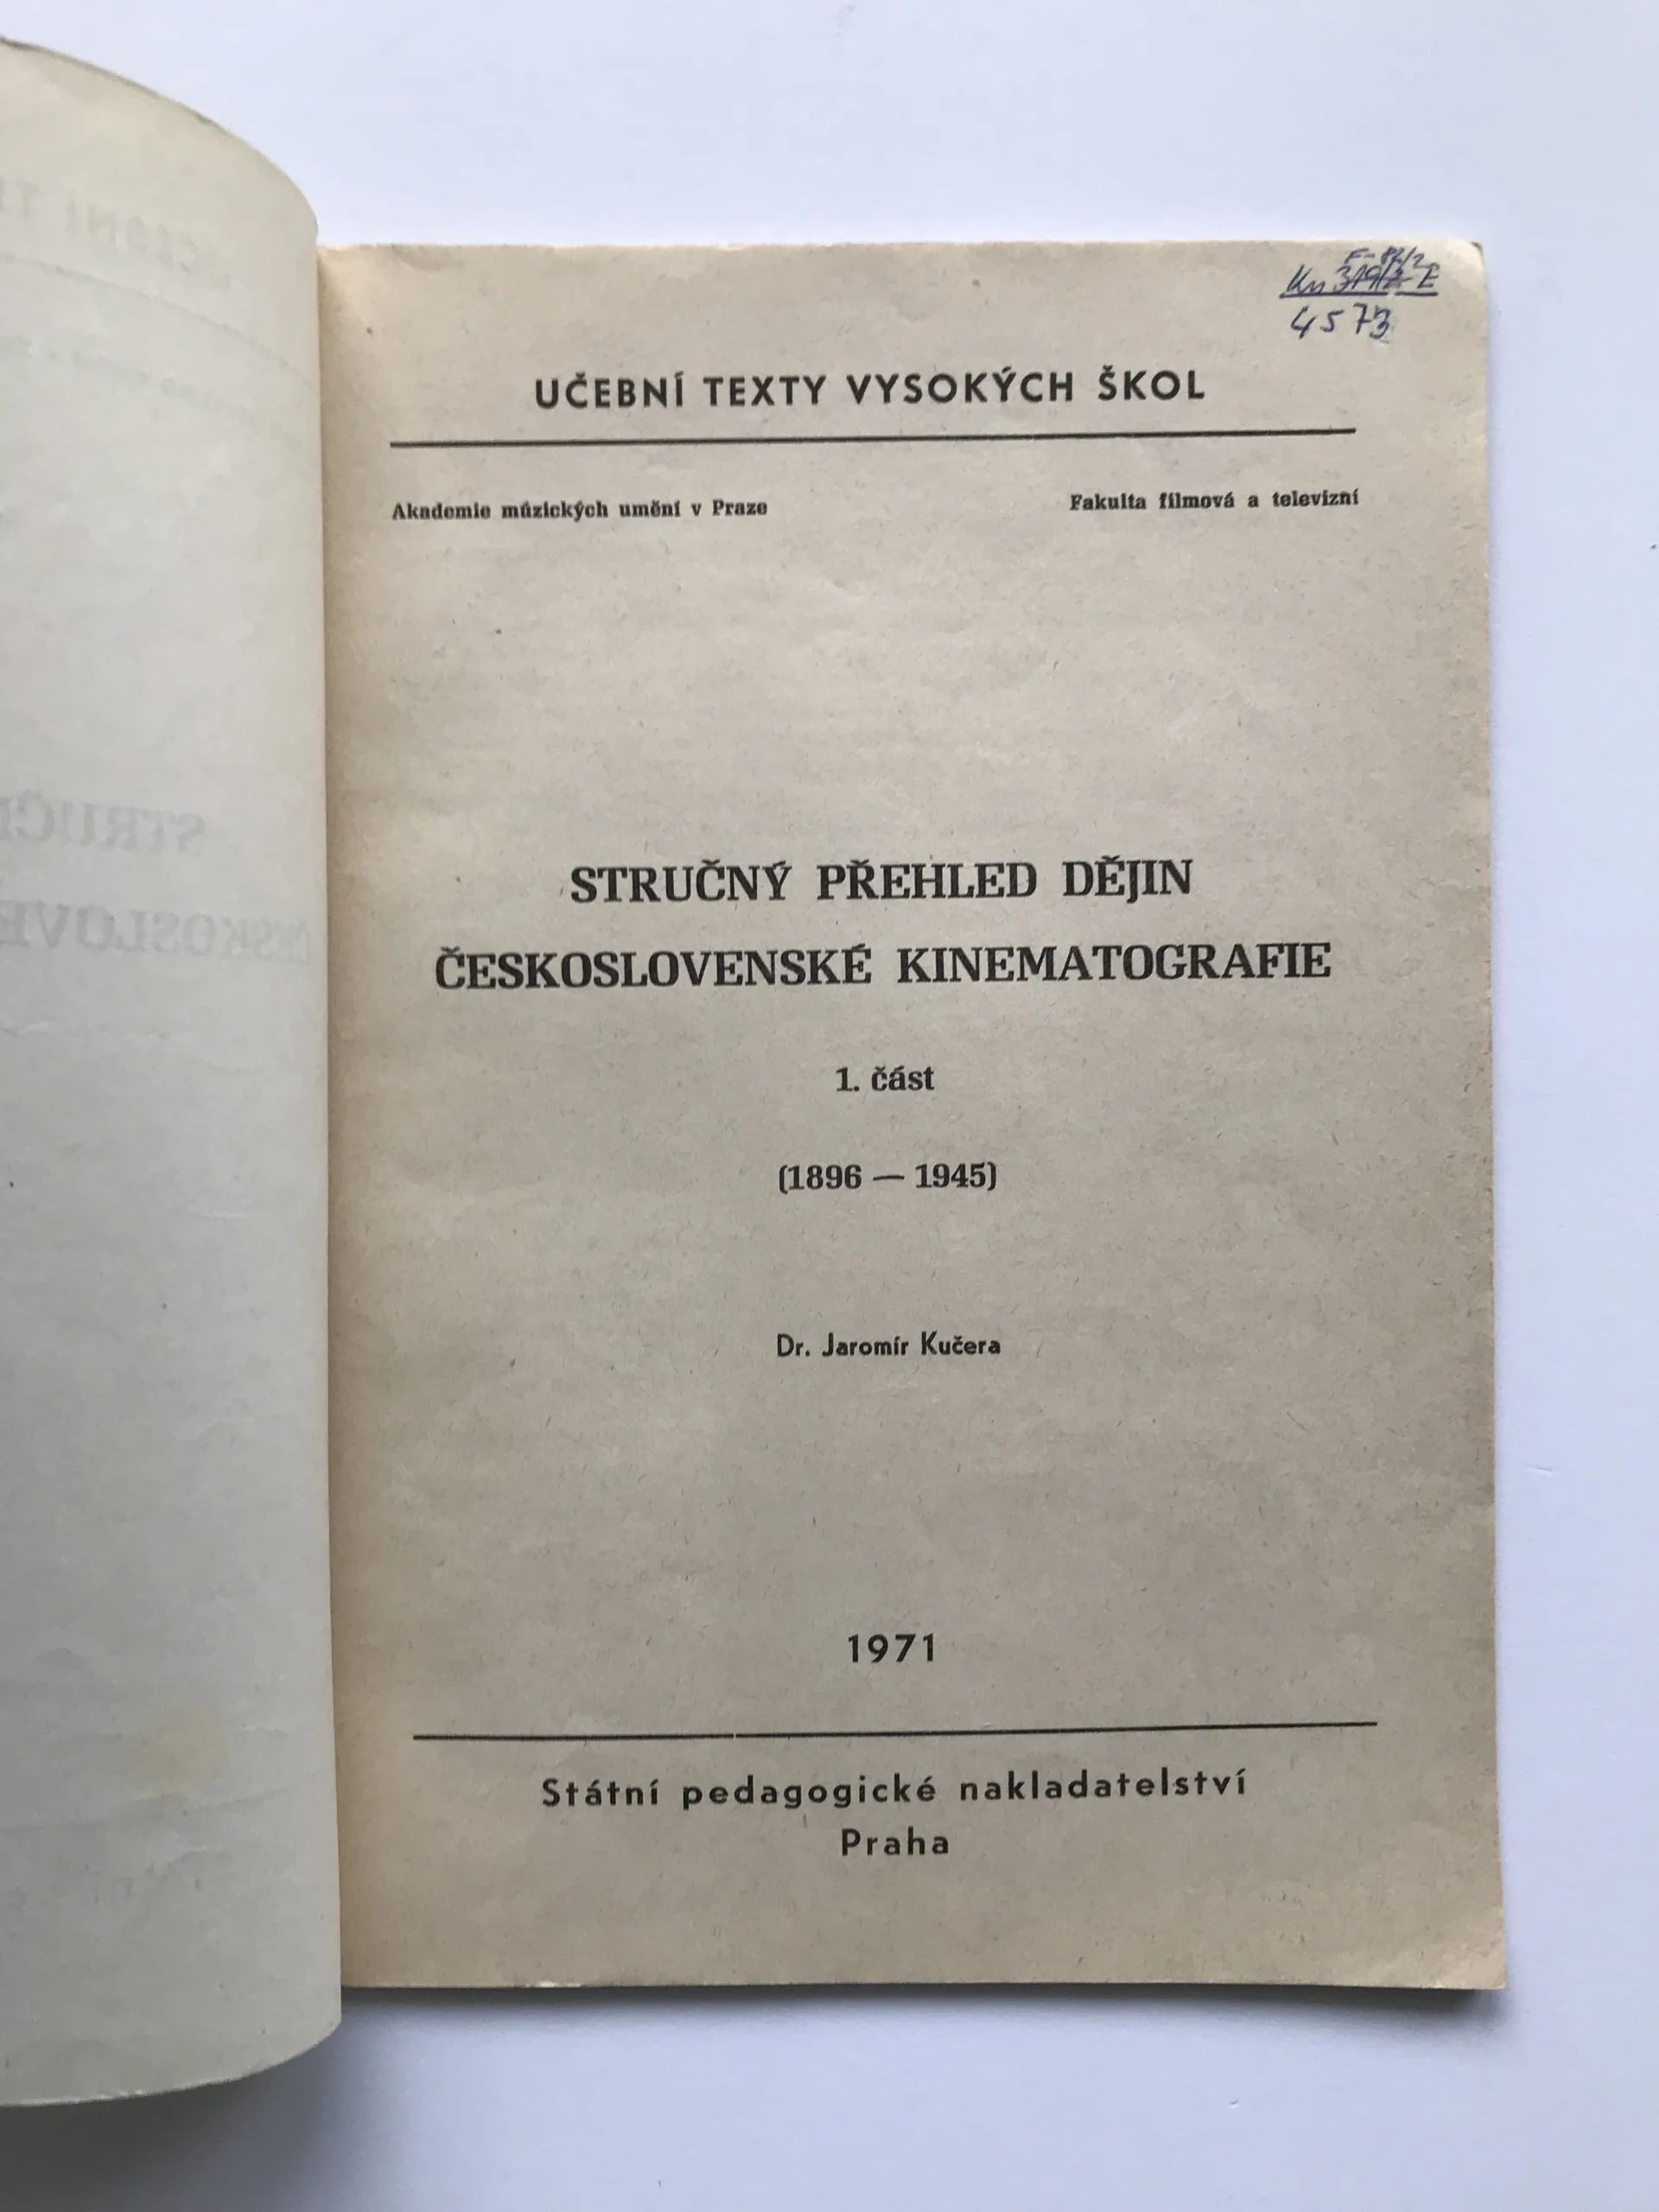 4573
UČEBNÍ TEXTY VYSOKÝCH ŠKOL
Akademie múzických umění v Praze
Fakulta filmová a televizní
STRUČNÝ PŘEHLED DĚJIN
ČESKOSLOVENSKÉ KINEMATOGRAFIE
1. část
(1896 — 1945)
Dr. Jaromír Kučera
1971
Státní pedagogické nakladatelství
Praha